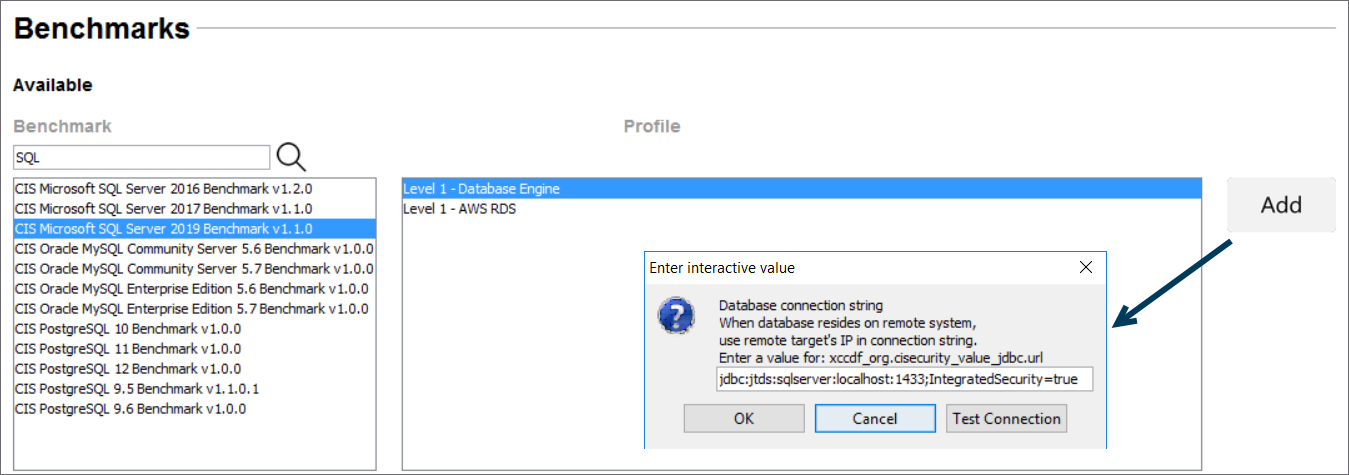 Benchmarks
Available
Benchmark
Profile
SQL
CIS Microsoft SQL Server 2016 Benchmark v1.2.0
CIS Microsoft SQL Server 2017 Benchmark v1.1.0
CIS Microsoft SQL Server 2019 Benchmark v1.1.0
CIS Oracle MySQL Community Server 5.6 Benchmark v1.0.0
CIS Oracle MySQL Community Server 5.7 Benchmark v1.0.0
CIS Oracle MySQL Enterprise Edition 5.6 Benchmark v1.0.0
CIS Oracle MySQL Enterprise Edition 5.7 Benchmark v1.0.0
CIS PostgreSQL 10 Benchmark v1.0.0
CIS PostgreSQL 11 Benchmark v1.0.0
CIS PostgreSQL 12 Benchmark v1.0.0
CIS PostgreSQL 9.5 Benchmark v1.1.0.1
CIS PostgreSQL 9.6 Benchmark v1.0.0
Level 1 - Database Engine
Level 1 - AWS RDS
Add
Enter interactive value
Database connection string
When database resides on remote system,
use remote target's IP in connection string.
Enter a value for: xccdf_org.cisecurity_value_jdbc.url
jdbc:jtds:sqlserver:localhost:1433;IntegratedSecurity=true
OK
Cancel
Test Connection